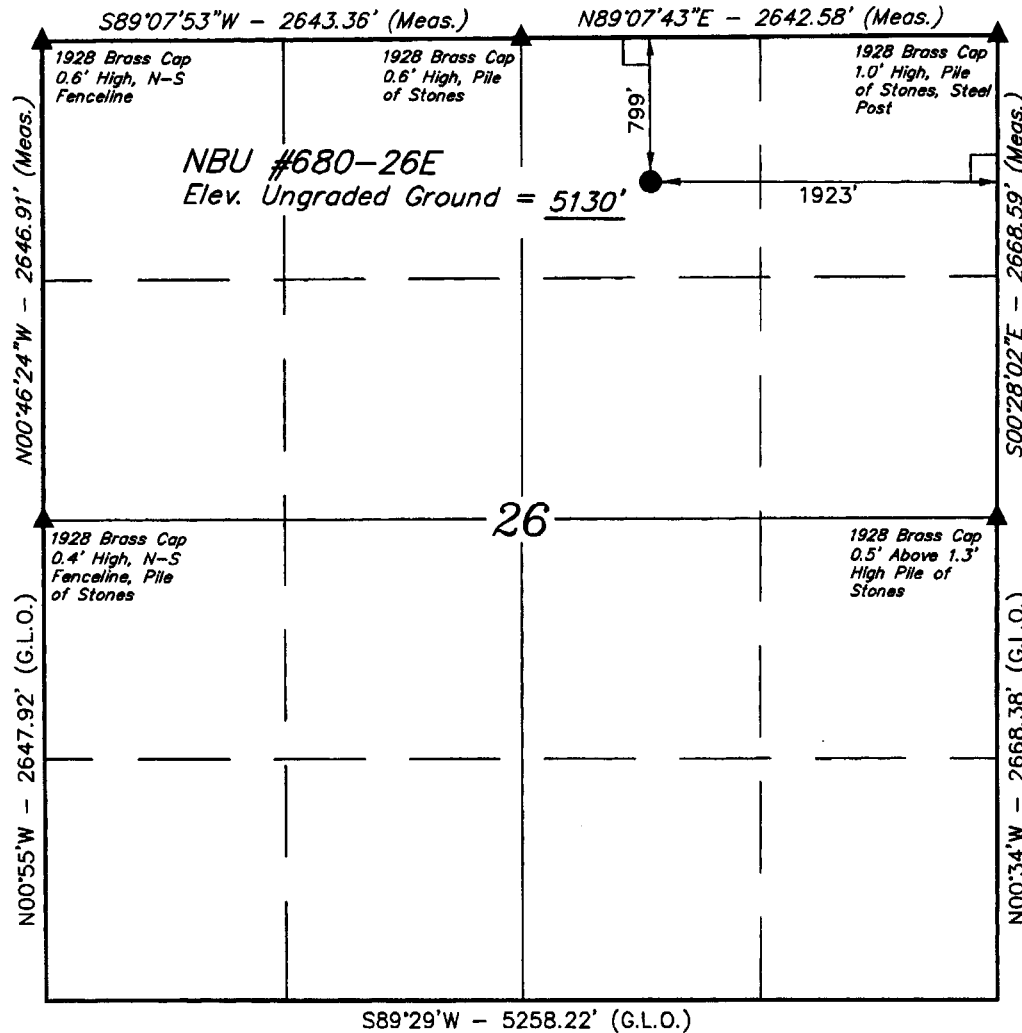 S89°07'53"W - 2643.36' (Meas.)
N89°07'43"E - 2642.58' (Meas.)
1928 Brass Cap
0.6' High, N-S
Fenceline
1928 Brass Cap
0.6' High, Pile
of Stones
1928 Brass Cap
1.0' High, Pile
of Stones, Steel
Post
N00°46'24"W - 2646.91' (Meas.)
799'
S00°28'02"E - 2668.59' (Meas.)
NBU #680-26E
Elev. Ungraded Ground = 5130'
1923'
26
1928 Brass Cap
0.4' High, N-S
Fenceline, Pile
of Stones
1928 Brass Cap
0.5' Above 1.3'
High Pile of
Stones
N00°55'W - 2647.92' (G.L.O.)
N00°34'W - 2668.38' (G.L.O.)
S89°29'W - 5258.22' (G.L.O.)